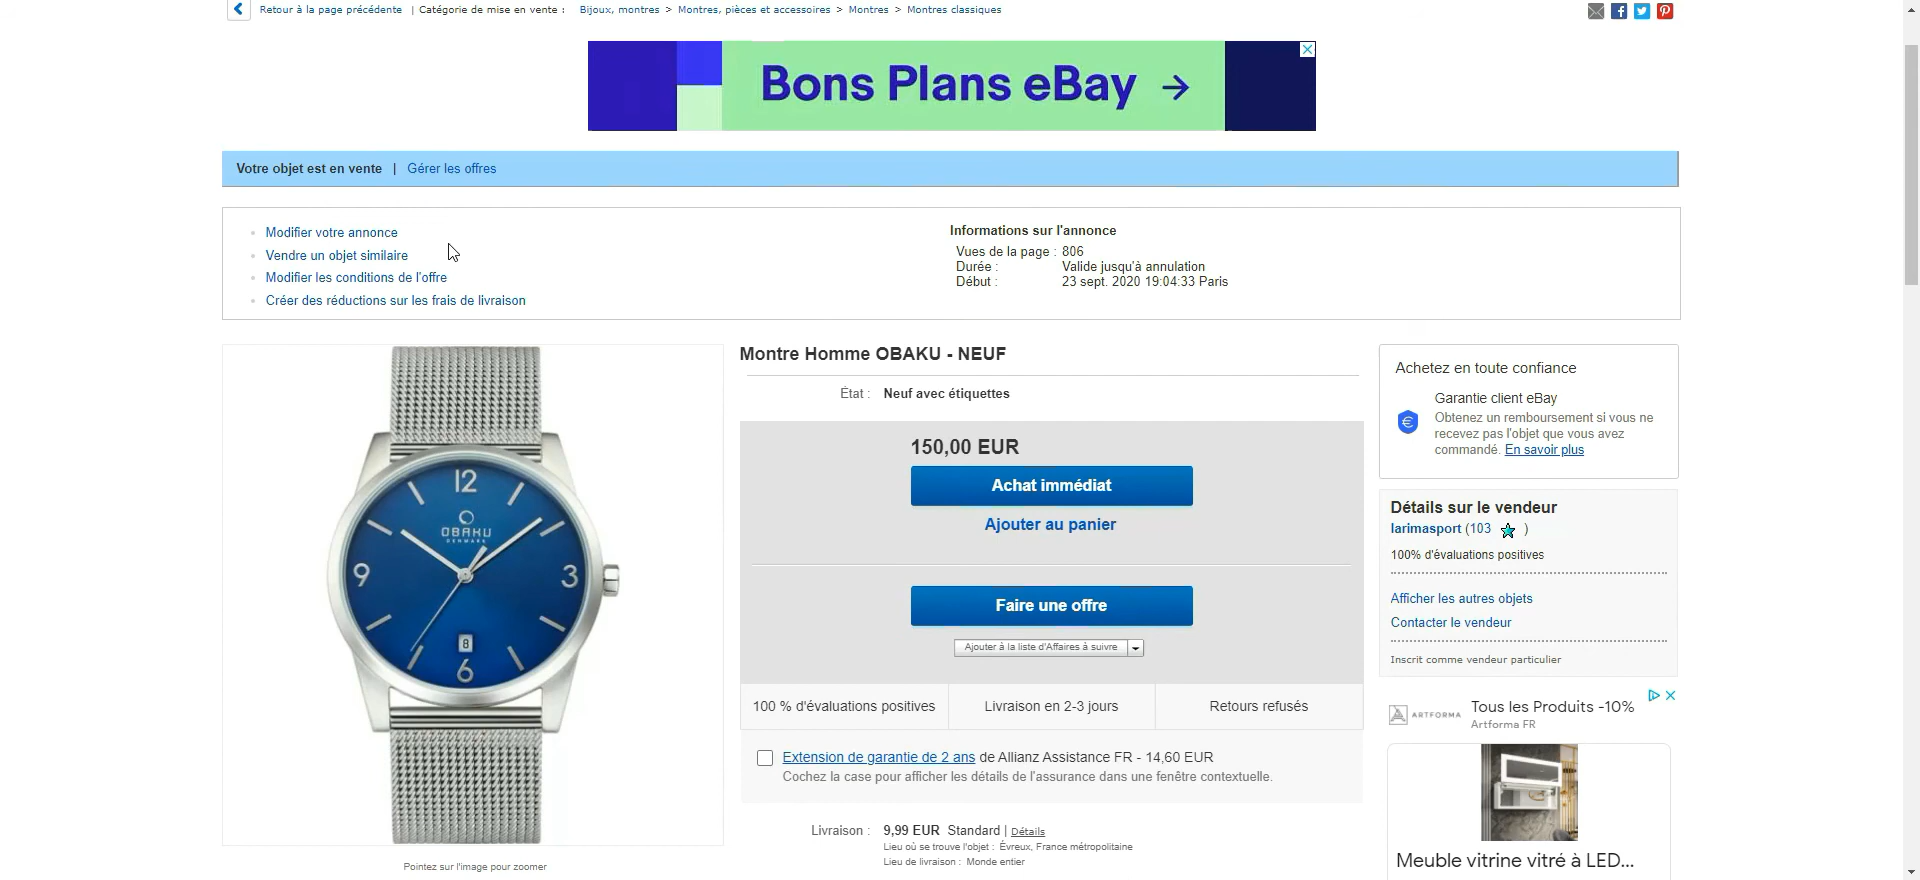 Retour à la page précédente | Catégorie de mise en vente : Bijoux, montres > Montres, pièces et accessoires > Montres > Montres classiques
Bons Plans eBay →
Votre objet est en vente | Gérer les offres
Modifier votre annonce
Vendre un objet similaire
Modifier les conditions de l'offre
Créer des réductions sur les frais de livraison
Informations sur l'annonce
Vues de la page : 806
Durée : Valide jusqu'à annulation
Début : 23 sept. 2020 19:04:33 Paris
12
OBAKU
DENMARK
9
3
8
6
Pointez sur l'image pour zoomer
Montre Homme OBAKU - NEUF
État : Neuf avec étiquettes
150,00 EUR
Achat immédiat
Ajouter au panier
Faire une offre
Ajouter à la liste d'Affaires à suivre
100 % d'évaluations positives
Livraison en 2-3 jours
Retours refusés
Extension de garantie de 2 ans de Allianz Assistance FR - 14,60 EUR
Cochez la case pour afficher les détails de l'assurance dans une fenêtre contextuelle.
Livraison : 9,99 EUR Standard | Détails
Lieu où se trouve l'objet : Évreux, France métropolitaine
Lieu de livraison : Monde entier
Achetez en toute confiance
Garantie client eBay
€
Obtenez un remboursement si vous ne
recevez pas l'objet que vous avez
commandé. En savoir plus
Détails sur le vendeur
larimasport (103 )
100% d'évaluations positives
Afficher les autres objets
Contacter le vendeur
Inscrit comme vendeur particulier
ARTFORMA
Tous les Produits -10%
Artforma FR
Meuble vitrine vitré à LED...